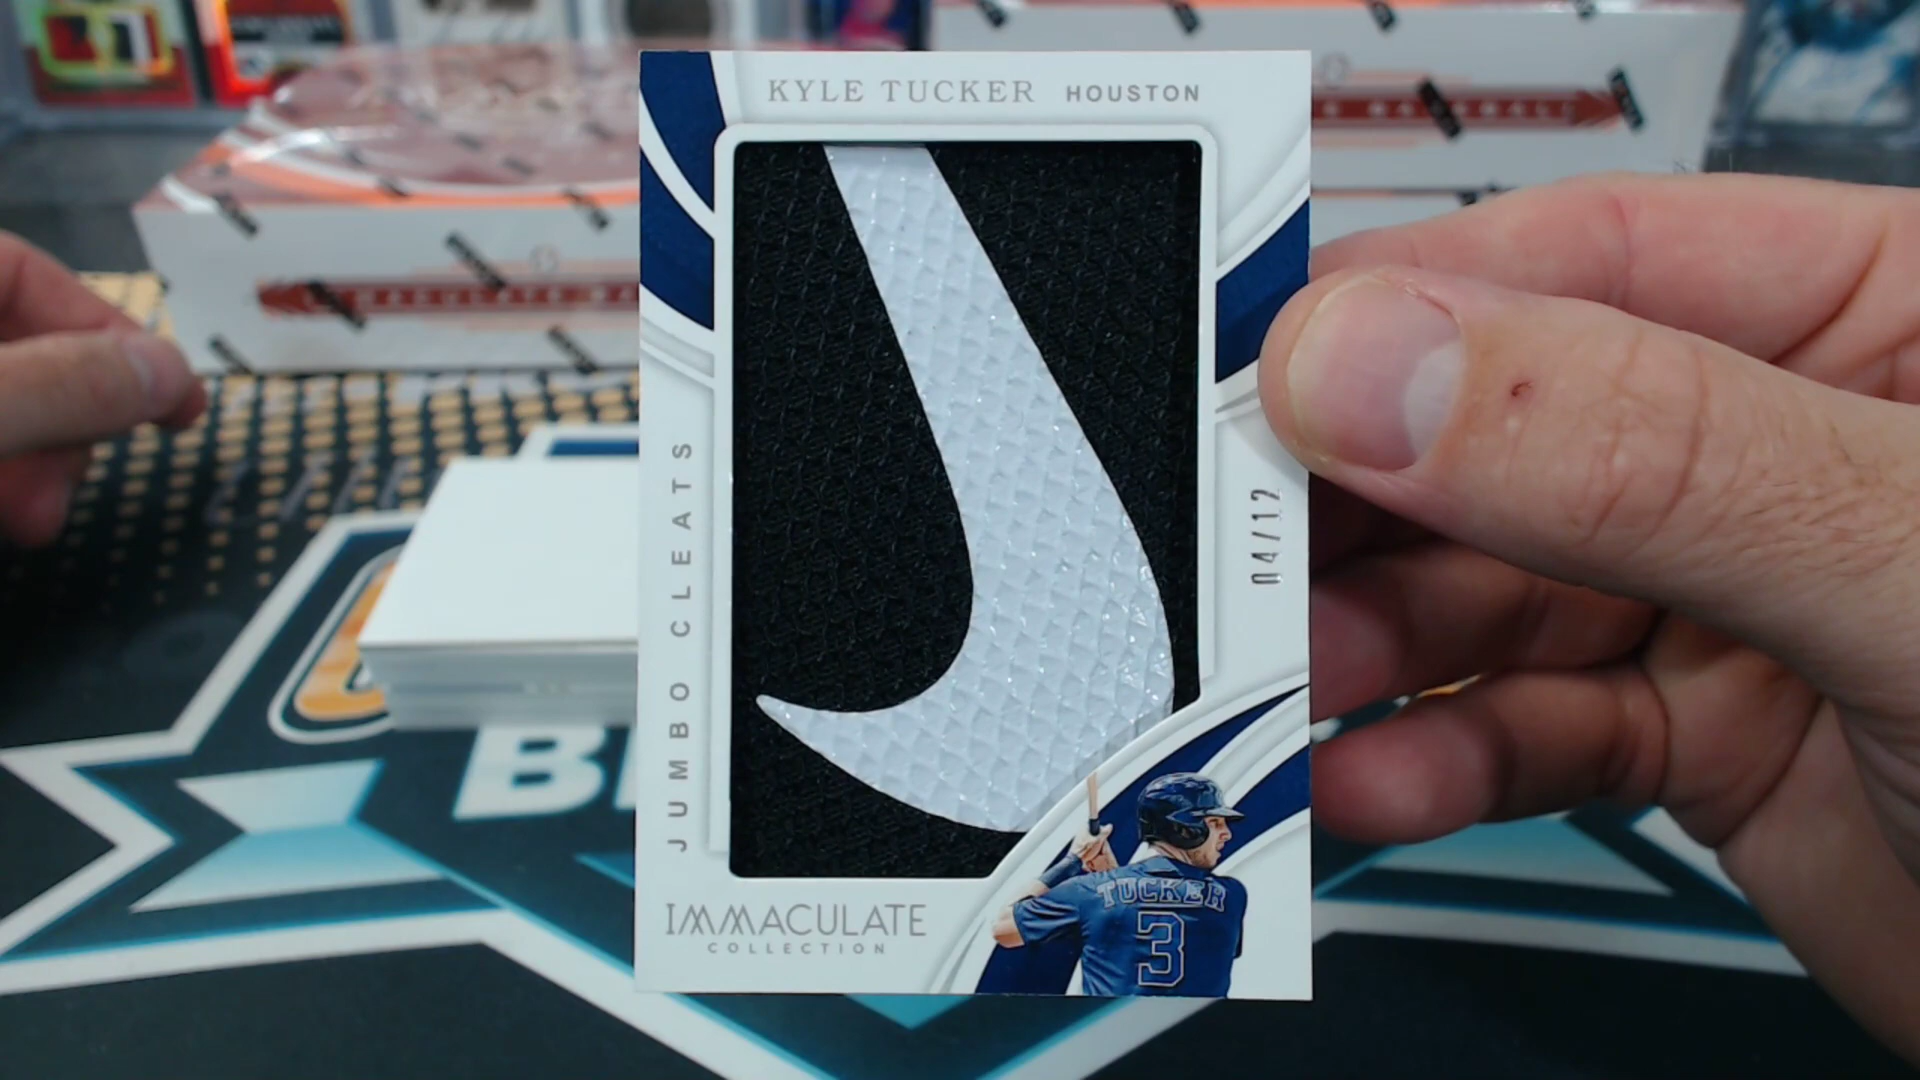 KYLE TUCKER HOUSTON
JUMBO CLEATS
04/12
IMMACULATE
COLLECTION
TUCKER
3